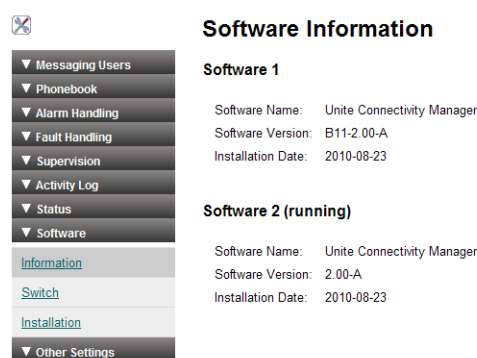 Software Information
▼ Messaging Users
▼ Phonebook
▼ Alarm Handling
▼ Fault Handling
▼ Supervision
▼ Activity Log
▼ Status
▼ Software
Information
Switch
Installation
▼ Other Settings
Software 1
Software Name: Unite Connectivity Manager
Software Version: B11-2.00-A
Installation Date: 2010-08-23
Software 2 (running)
Software Name: Unite Connectivity Manager
Software Version: 2.00-A
Installation Date: 2010-08-23